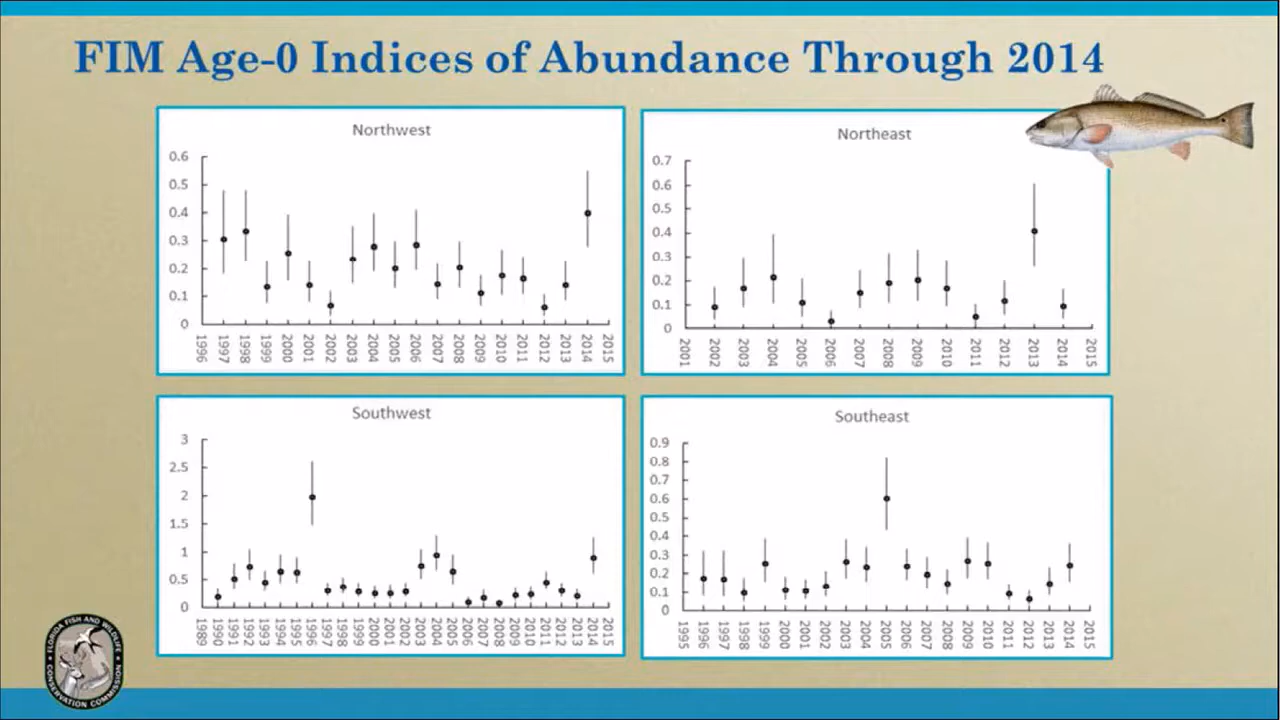 FIM Age-0 Indices of Abundance Through 2014
Northwest
0.6
0.5
0.4
0.3
0.2
0.1
0
1996 1997 1998 1999 2000 2001 2002 2003 2004 2005 2006 2007 2008 2009 2010 2011 2012 2013 2014 2015
Northeast
0.7
0.6
0.5
0.4
0.3
0.2
0.1
0
2001 2002 2003 2004 2005 2006 2007 2008 2009 2010 2011 2012 2013 2014 2015
Southwest
3
2.5
2
1.5
1
0.5
0
1989 1990 1991 1992 1993 1994 1995 1996 1997 1998 1999 2000 2001 2002 2003 2004 2005 2006 2007 2008 2009 2010 2011 2012 2013 2014 2015
Southeast
0.9
0.8
0.7
0.6
0.5
0.4
0.3
0.2
0.1
0
1995 1996 1997 1998 1999 2000 2001 2002 2003 2004 2005 2006 2007 2008 2009 2010 2011 2012 2013 2014 2015
FLORIDA FISH AND WILDLIFE
CONSERVATION COMMISSION